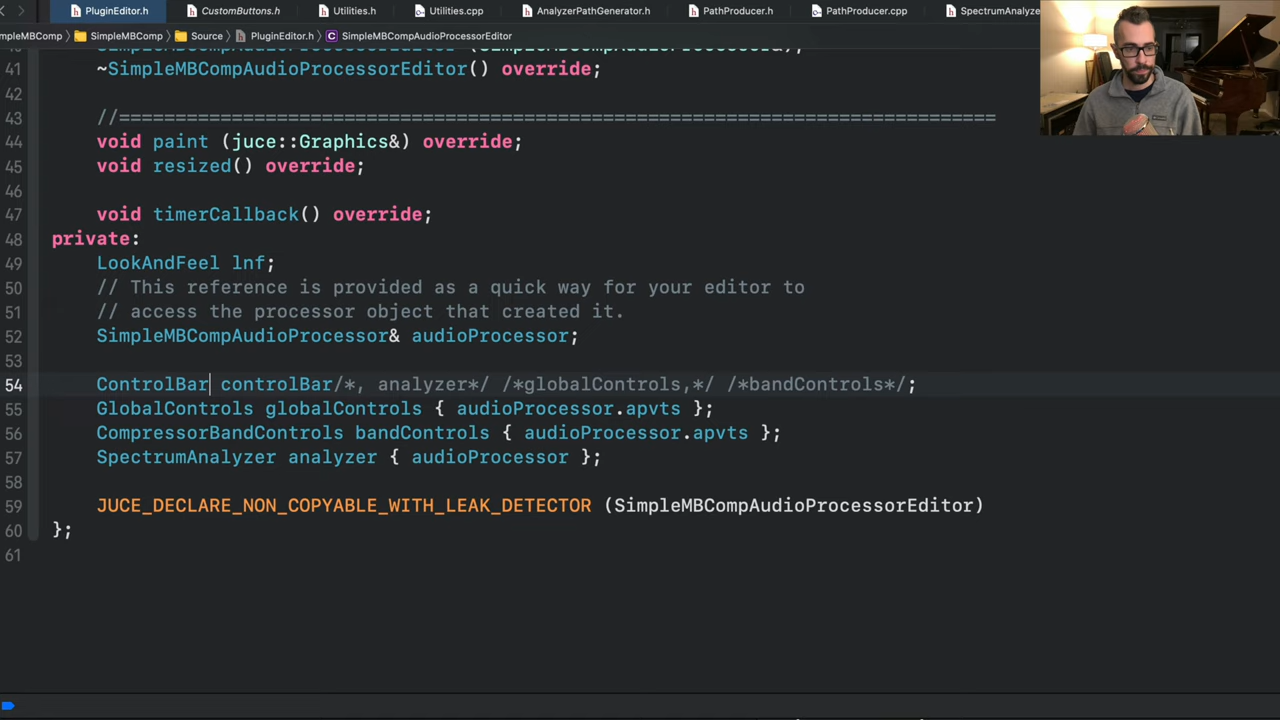 PluginEditor.h CustomButtons.h Utilities.h Utilities.cpp AnalyzerPathGenerator.h PathProducer.h PathProducer.cpp SpectrumAnalyze
mpleMBComp SimpleMBComp Source PluginEditor.h SimpleMBCompAudioProcessorEditor
41 ~SimpleMBCompAudioProcessorEditor() override;
42
43 //==============================================================================
44 void paint (juce::Graphics&) override;
45 void resized() override;
46
47 void timerCallback() override;
48 private:
49 LookAndFeel lnf;
50 // This reference is provided as a quick way for your editor to
51 // access the processor object that created it.
52 SimpleMBCompAudioProcessor& audioProcessor;
53
54 ControlBar controlBar/*, analyzer*/ /*globalControls,*/ /*bandControls*/;
55 GlobalControls globalControls { audioProcessor.apvts };
56 CompressorBandControls bandControls { audioProcessor.apvts };
57 SpectrumAnalyzer analyzer { audioProcessor };
58
59 JUCE_DECLARE_NON_COPYABLE_WITH_LEAK_DETECTOR (SimpleMBCompAudioProcessorEditor)
60 };
61